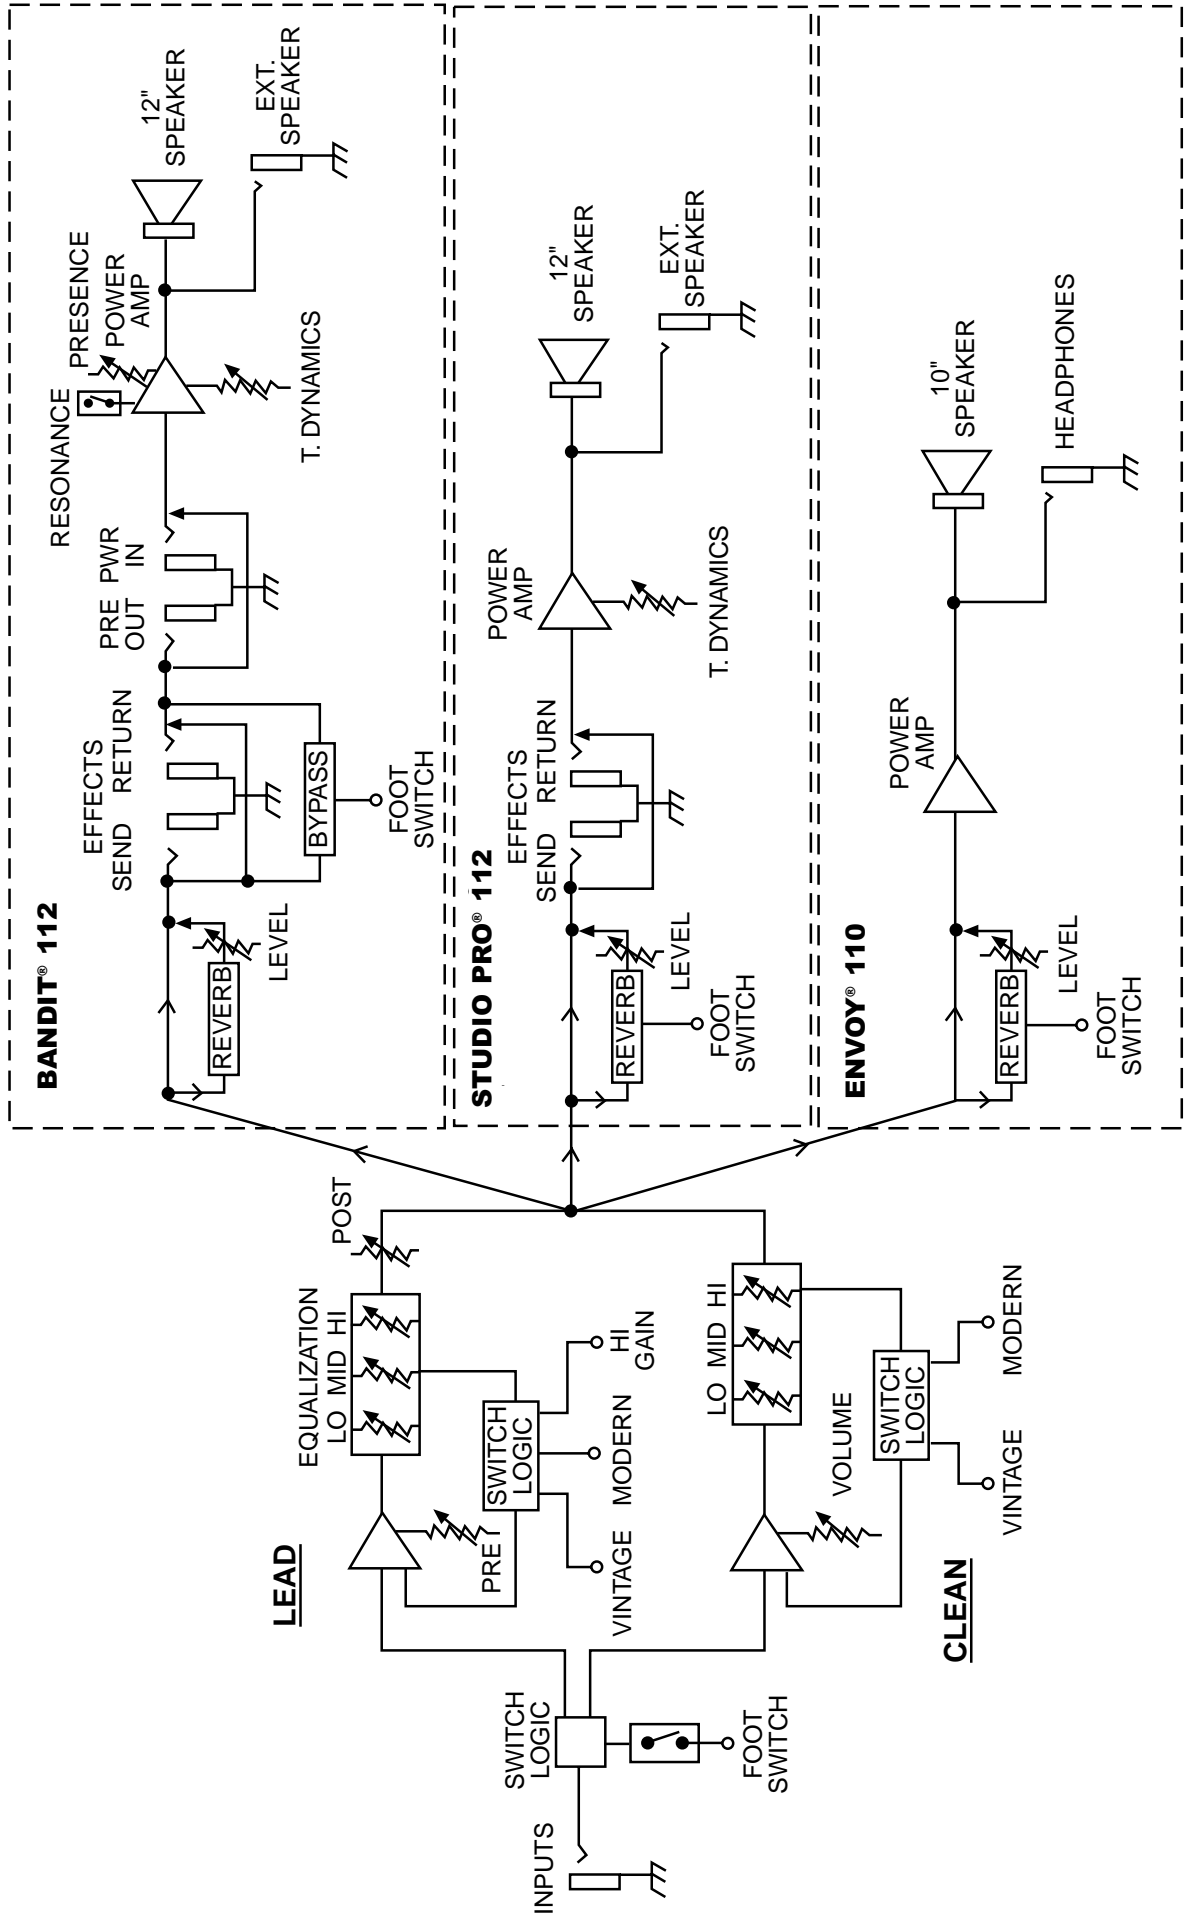 INPUTS
SWITCH
LOGIC
FOOT
SWITCH
LEAD
PRE
EQUALIZATION
LO MID HI
POST
SWITCH
LOGIC
VINTAGE
MODERN
HI
GAIN
CLEAN
VOLUME
LO MID HI
SWITCH
LOGIC
VINTAGE
MODERN
BANDIT® 112
REVERB
LEVEL
EFFECTS
SEND RETURN
BYPASS
FOOT
SWITCH
PRE PWR
OUT IN
RESONANCE
PRESENCE
POWER
AMP
T. DYNAMICS
12"
SPEAKER
EXT.
SPEAKER
STUDIO PRO® 112
REVERB
LEVEL
FOOT
SWITCH
EFFECTS
SEND RETURN
POWER
AMP
T. DYNAMICS
12"
SPEAKER
EXT.
SPEAKER
ENVOY® 110
REVERB
LEVEL
FOOT
SWITCH
POWER
AMP
10"
SPEAKER
HEADPHONES